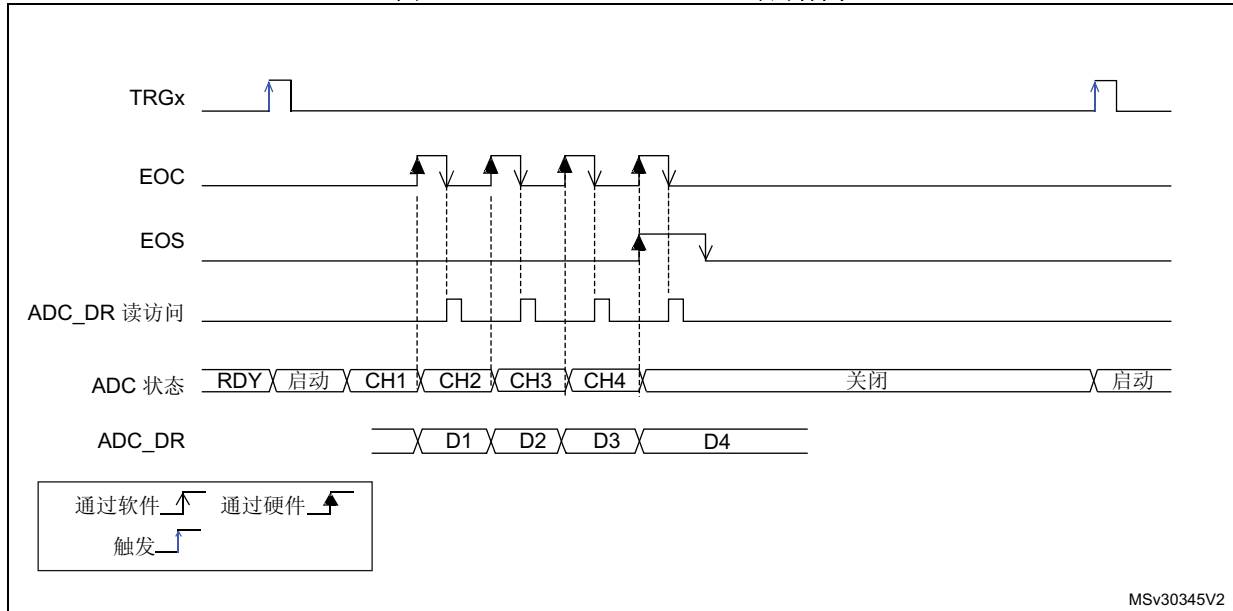 TRGx
EOC
EOS
ADC_DR 读访问
ADC 状态 RDY 启动 CH1 CH2 CH3 CH4 关闭 启动
ADC_DR D1 D2 D3 D4
通过软件 通过硬件
触发
MSv30345V2